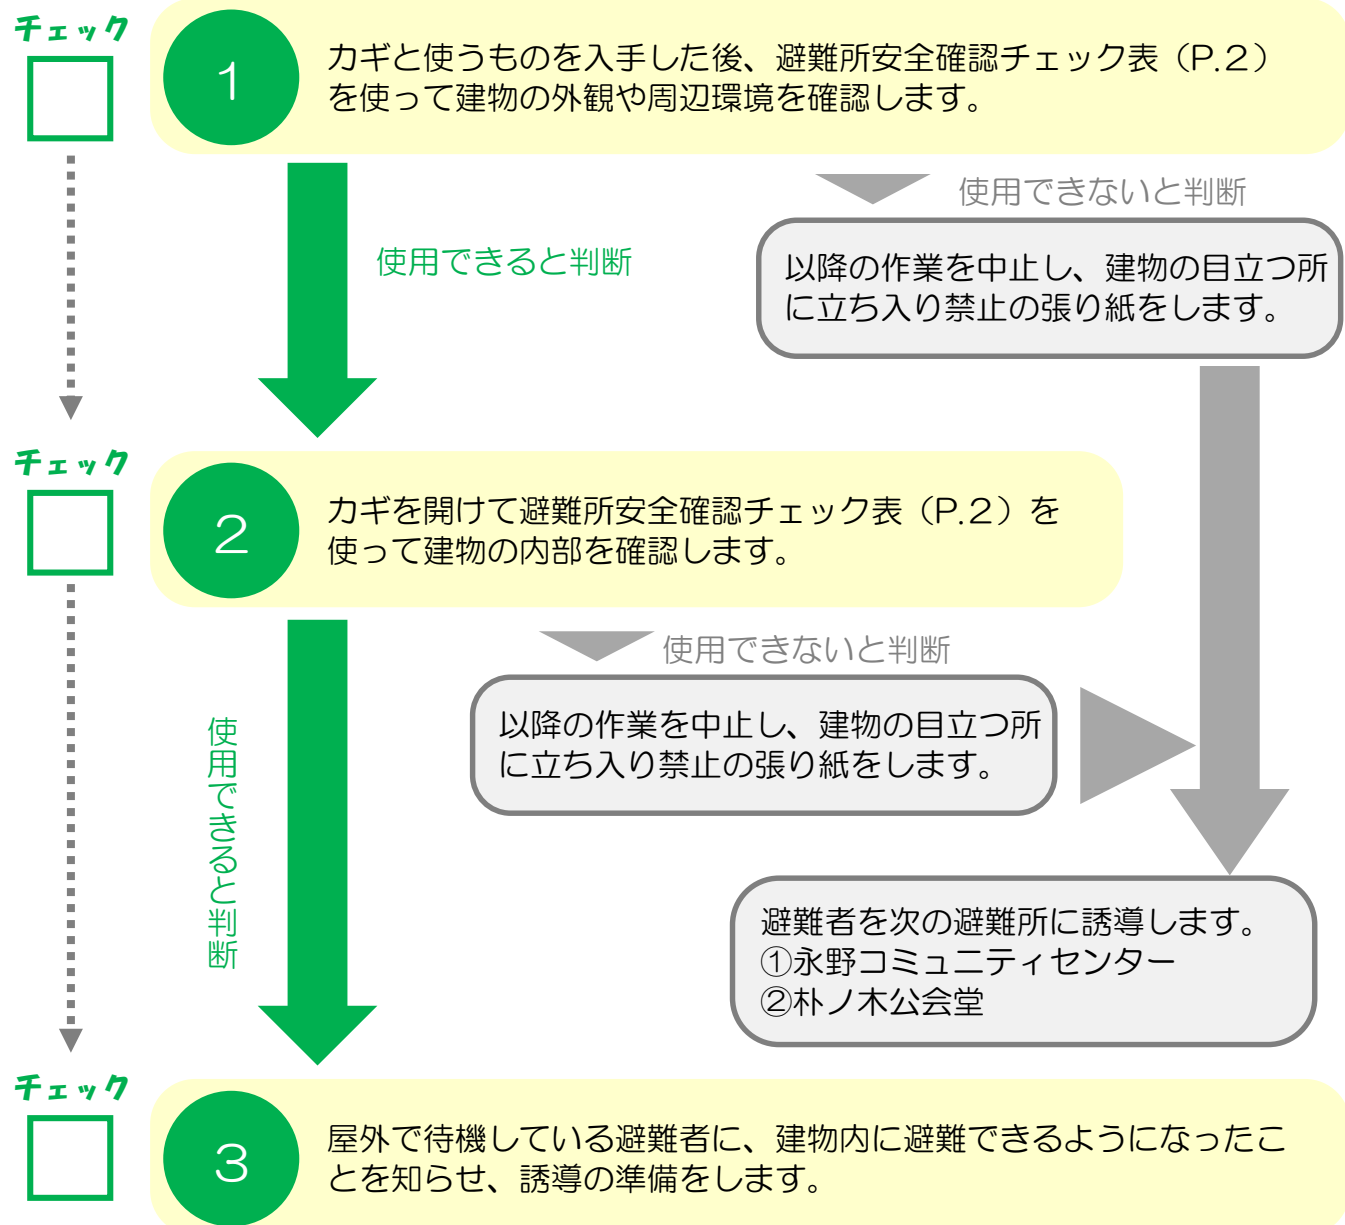 チェック
1
カギと使うものを入手した後、避難所安全確認チェック表（P.2）
を使って建物の外観や周辺環境を確認します。
使用できないと判断
使用できると判断
以降の作業を中止し、建物の目立つ所
に立ち入り禁止の張り紙をします。
チェック
2
カギを開けて避難所安全確認チェック表（P.2）を
使って建物の内部を確認します。
使用できないと判断
使用できると判断
以降の作業を中止し、建物の目立つ所
に立ち入り禁止の張り紙をします。
避難者を次の避難所に誘導します。
①永野コミュニティセンター
②朴ノ木公会堂
チェック
3
屋外で待機している避難者に、建物内に避難できるようになったこ
とを知らせ、誘導の準備をします。